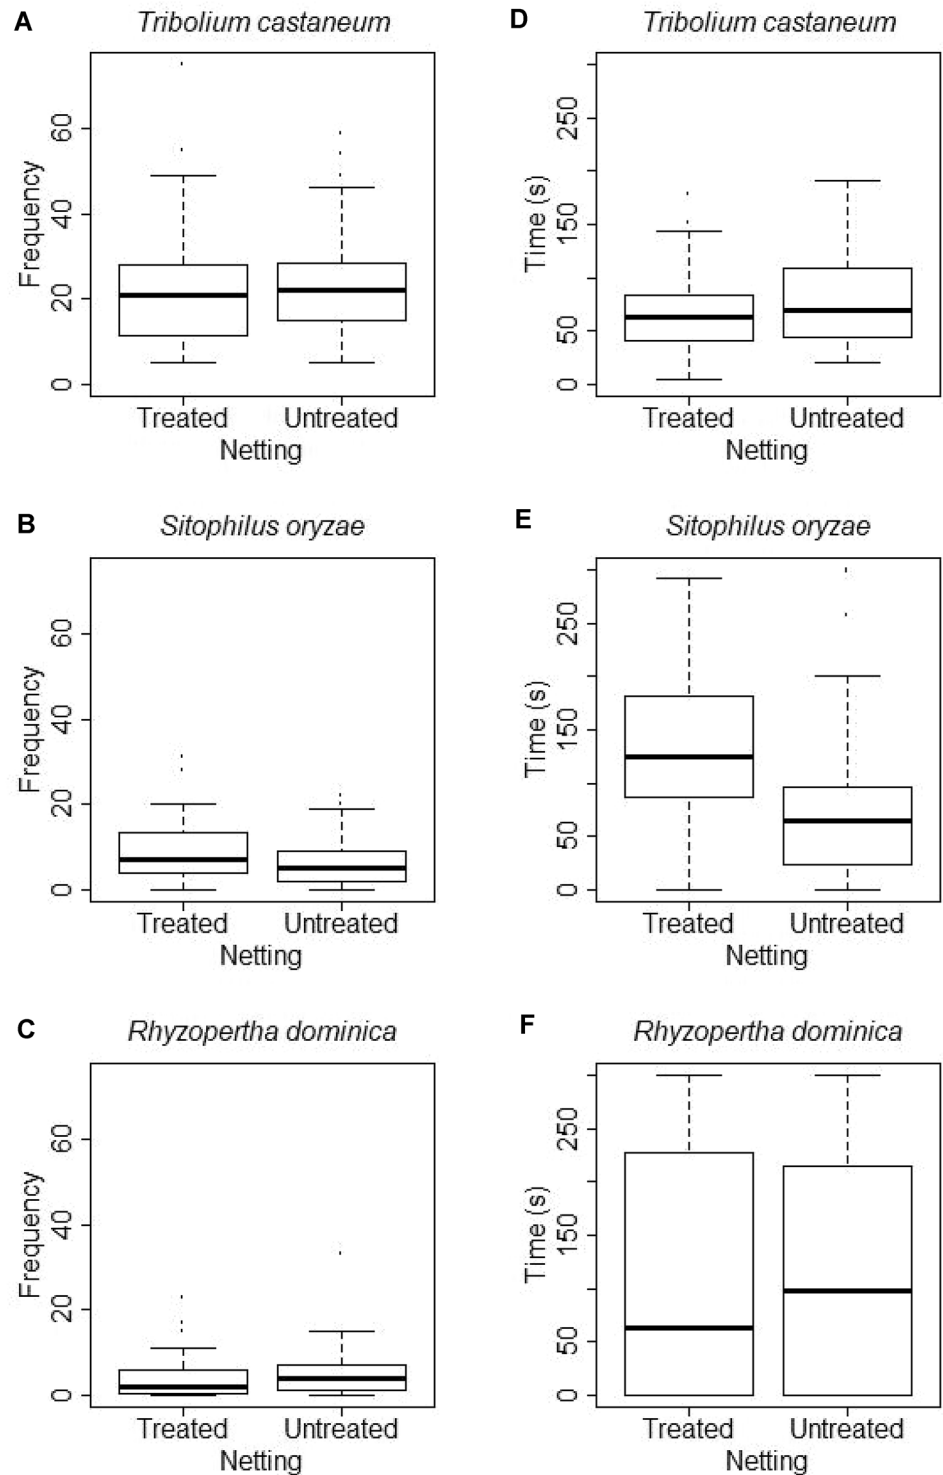 A
Tribolium castaneum
Frequency
0 20 40 60
Treated Untreated
Netting
D
Tribolium castaneum
Time (s)
0 50 150 250
Treated Untreated
Netting
B
Sitophilus oryzae
Frequency
0 20 40 60
Treated Untreated
Netting
E
Sitophilus oryzae
Time (s)
0 50 150 250
Treated Untreated
Netting
C
Rhyzopertha dominica
Frequency
0 20 40 60
Treated Untreated
Netting
F
Rhyzopertha dominica
Time (s)
0 50 150 250
Treated Untreated
Netting